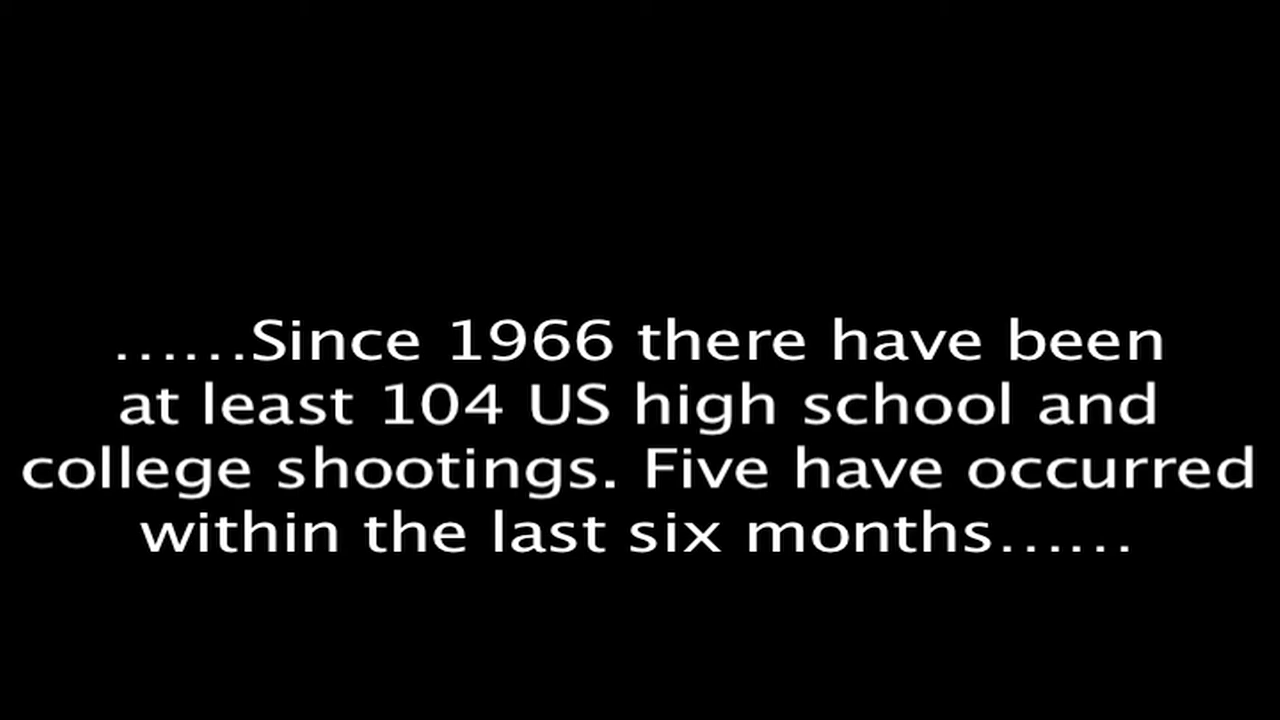 ……Since 1966 there have been
at least 104 US high school and
college shootings. Five have occurred
within the last six months……